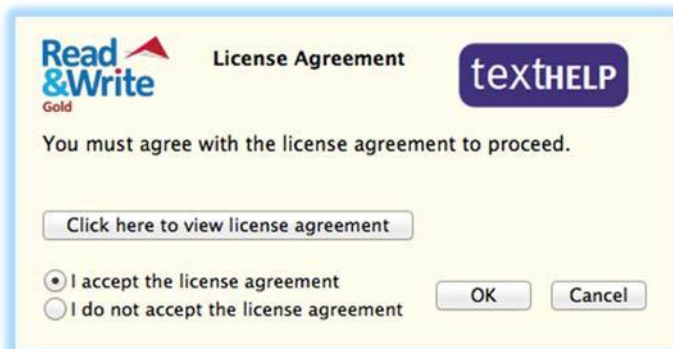 Read
&Write
Gold
License Agreement
textHELP
You must agree with the license agreement to proceed.
Click here to view license agreement
I accept the license agreement
I do not accept the license agreement
OK
Cancel